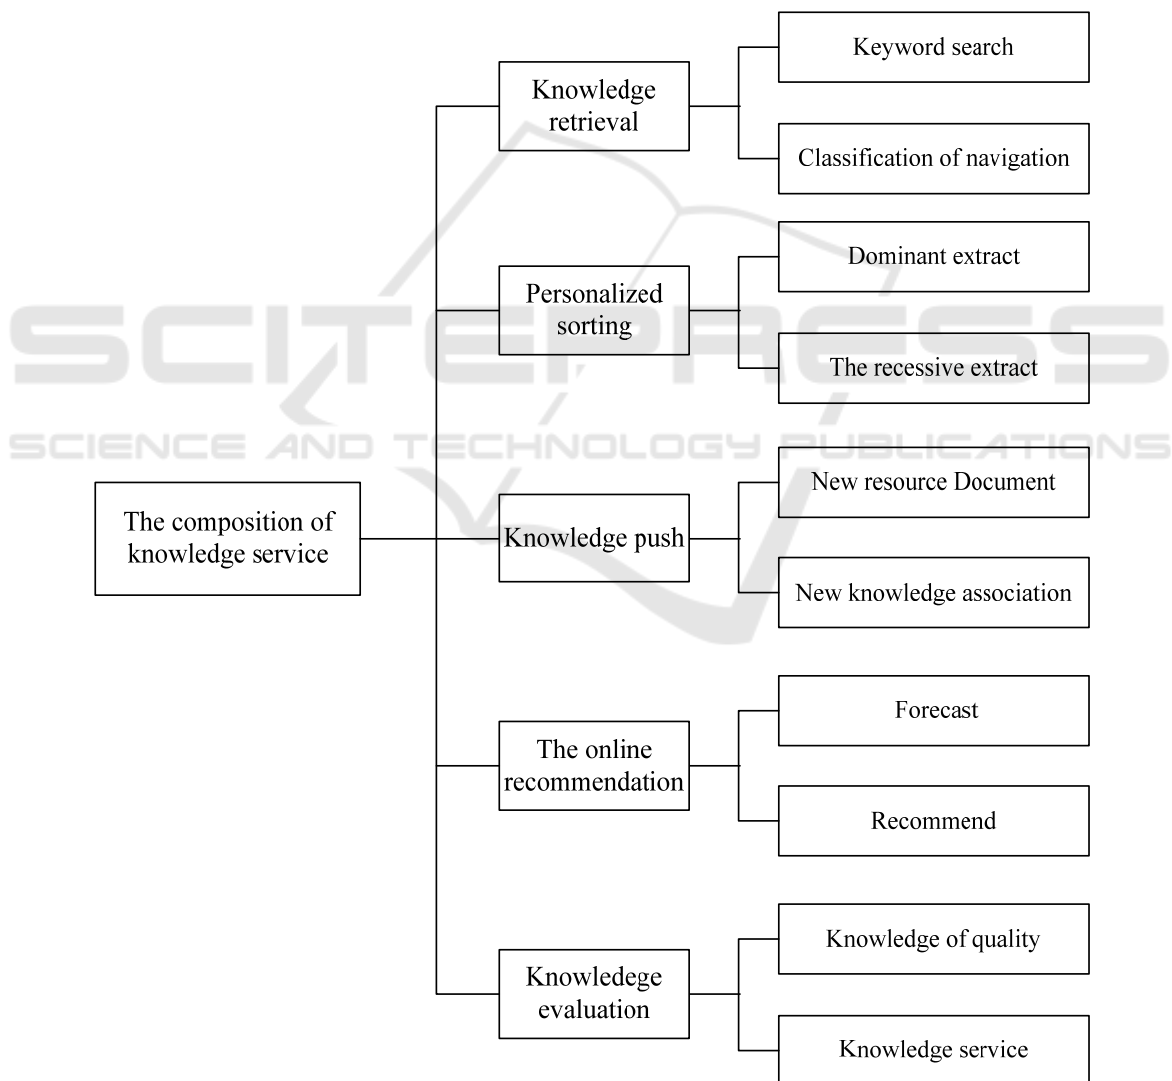 Keyword search
Knowledge
retrieval
Classification of navigation
Dominant extract
Personalized
sorting
The recessive extract
SCITEPRESS
SCIENCE AND TECHNOLOGY PUBLICATIONS
New resource Document
The composition of
knowledge service
Knowledge push
New knowledge association
Forecast
The online
recommendation
Recommend
Knowledge of quality
Knowledege
evaluation
Knowledge service